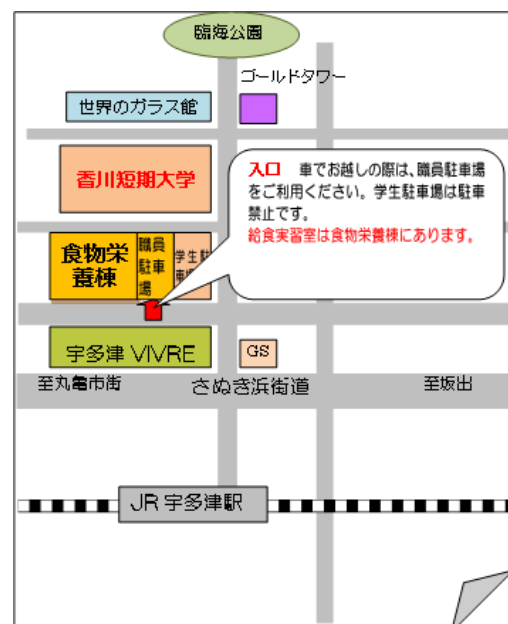 臨海公園
ゴールドタワー
世界のガラス館
香川短期大学
入口　車でお越しの際は、職員駐車場
をご利用ください。学生駐車場は駐車
禁止です。
給食実習室は食物栄養棟にあります。
食物栄
養棟
職員
駐車
場
学生駐
車場
宇多津 VIVRE
GS
至丸亀市街
さぬき浜街道
至坂出
JR 宇多津駅